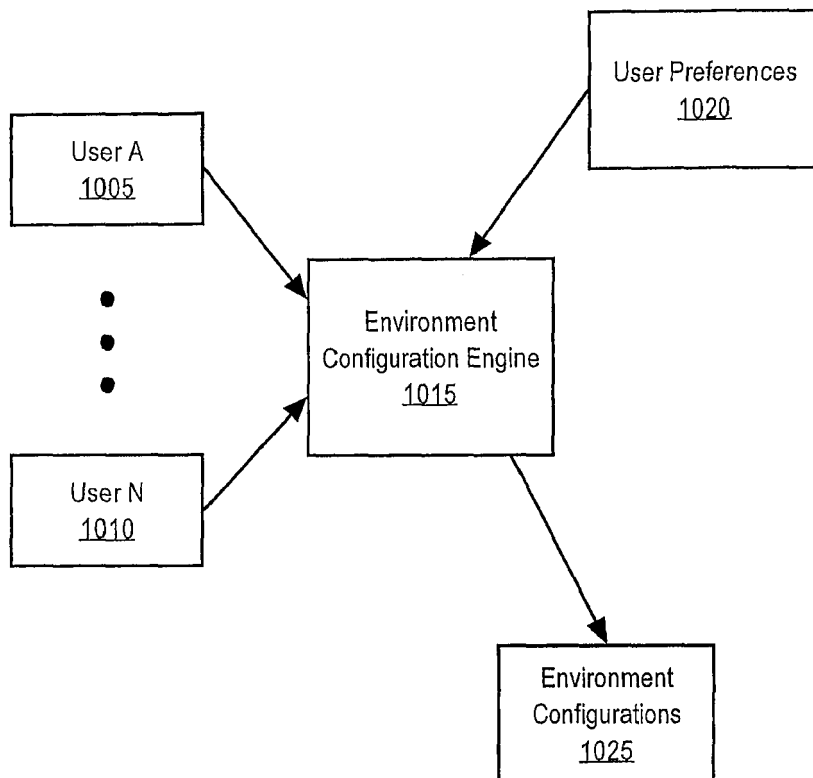 User Preferences
1020
User A
1005
Environment
Configuration Engine
1015
User N
1010
Environment
Configurations
1025